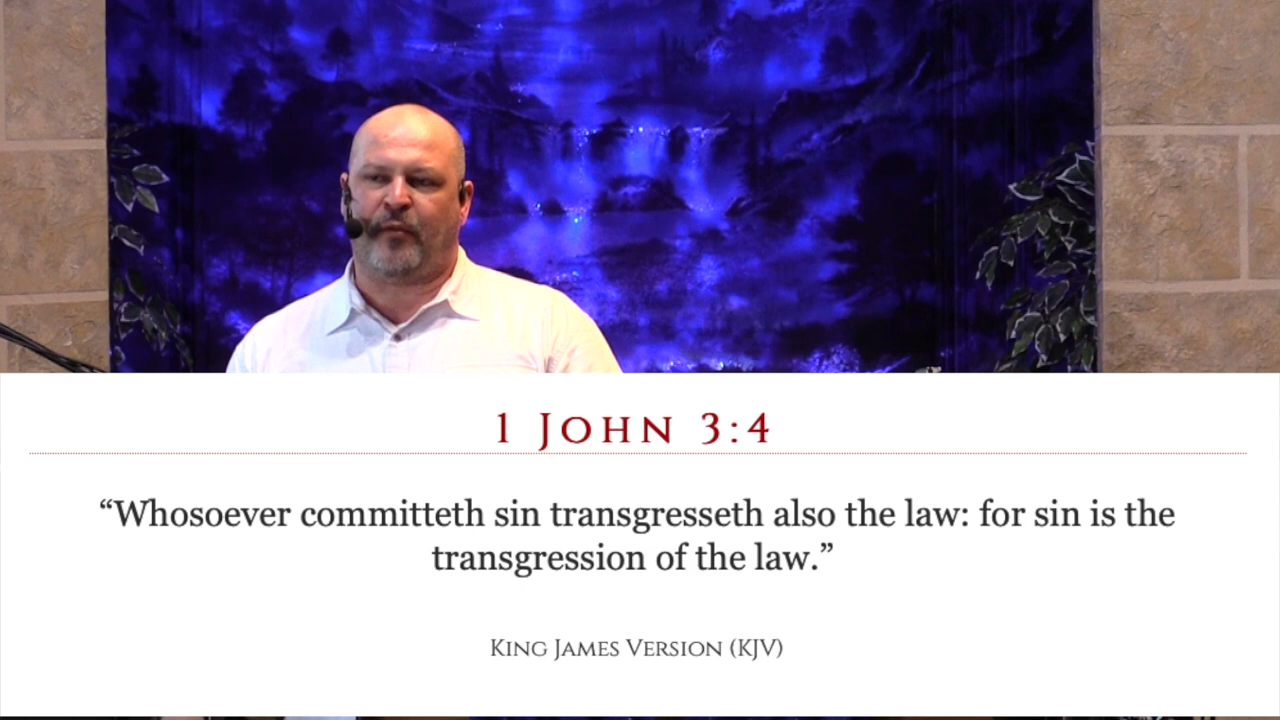 1 John 3:4
“Whosoever committeth sin transgresseth also the law: for sin is the
transgression of the law.”
King James Version (KJV)